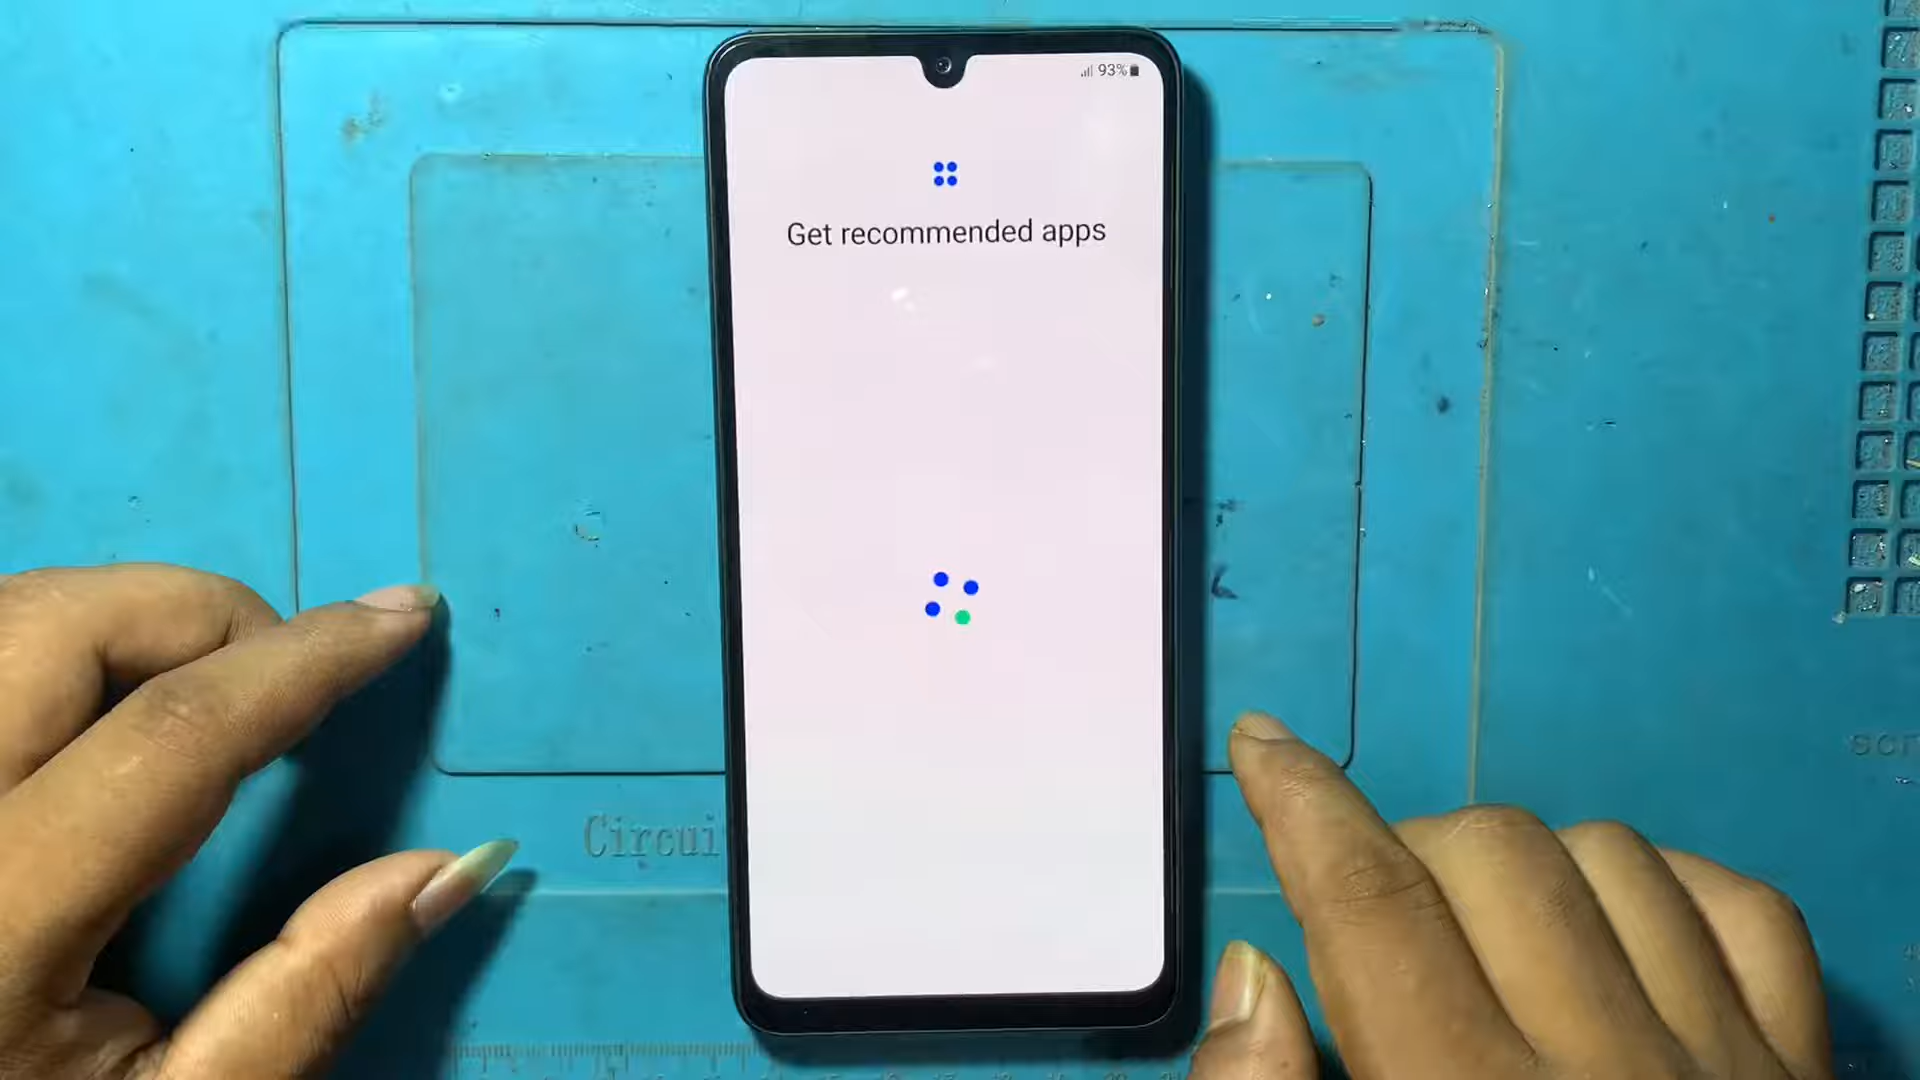 93%
Get recommended apps
Circui